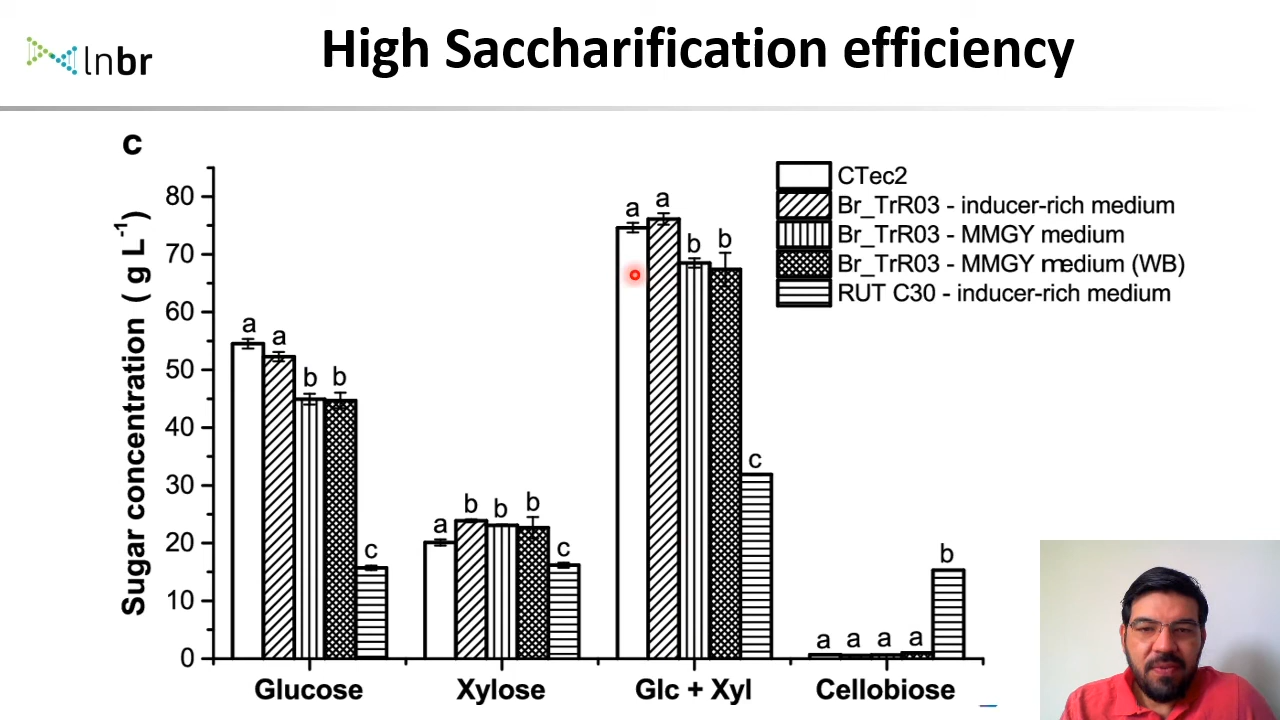 lnbr
High Saccharification efficiency
c
CTec2
Br_TrR03 - inducer-rich medium
Br_TrR03 - MMGY medium
Br_TrR03 - MMGY medium (WB)
RUT C30 - inducer-rich medium
Sugar concentration ( g L-1)
80
70
60
50
40
30
20
10
0
a a b b c
a b b b c
a a b b c
a a a a b
Glucose Xylose Glc + Xyl Cellobiose